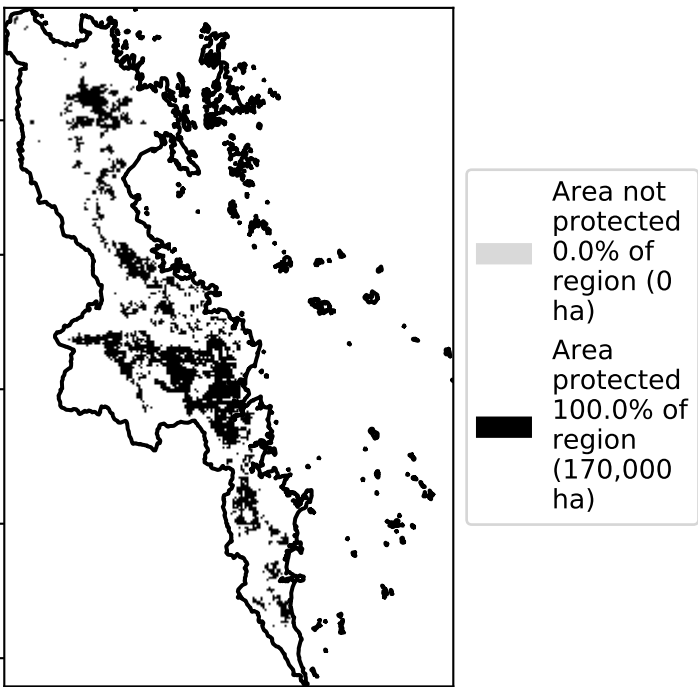 Area not
protected
0.0% of
region (0
ha)
Area
protected
100.0% of
region
(170,000
ha)